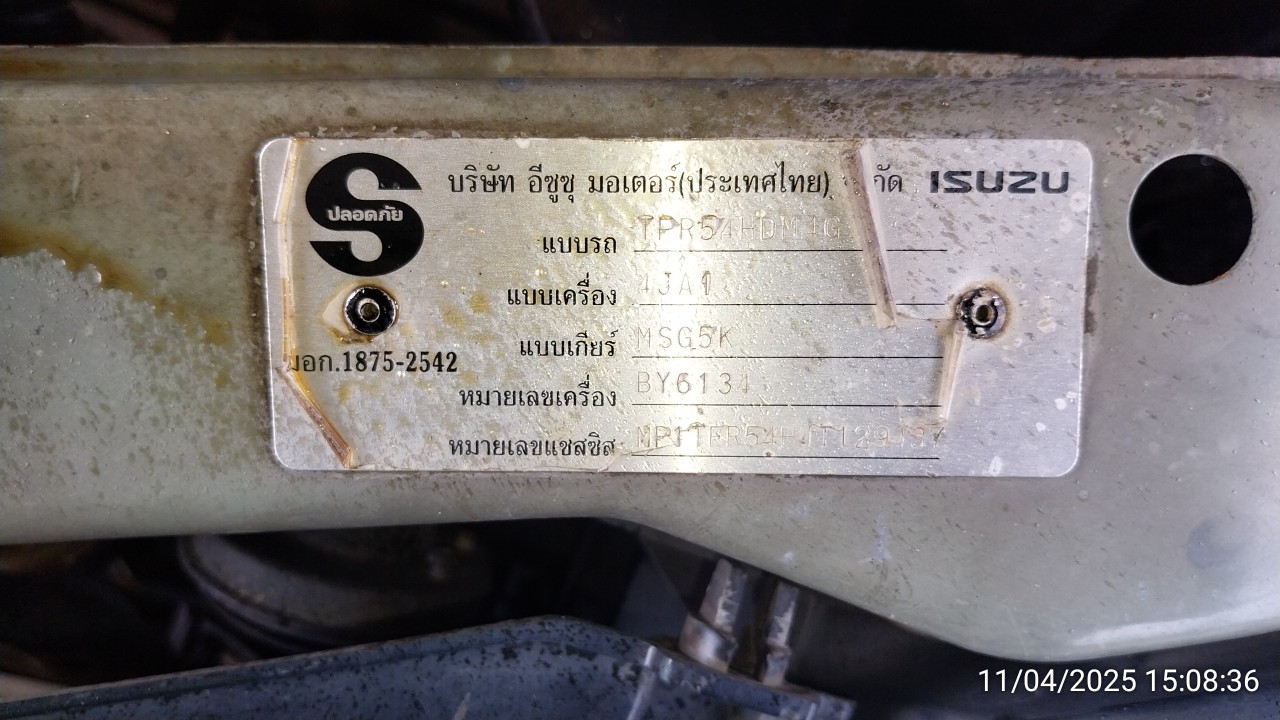 ปลอดภัย
บริษัท อีซูซุ มอเตอร์(ประเทศไทย) ISUZU
แบบรถ
แบบเครื่อง 4JA1
แบบเกียร์ MSG5K
มอก.1875-2542
หมายเลขเครื่อง
หมายเลขแชสซิส
11/04/2025 15:08:36